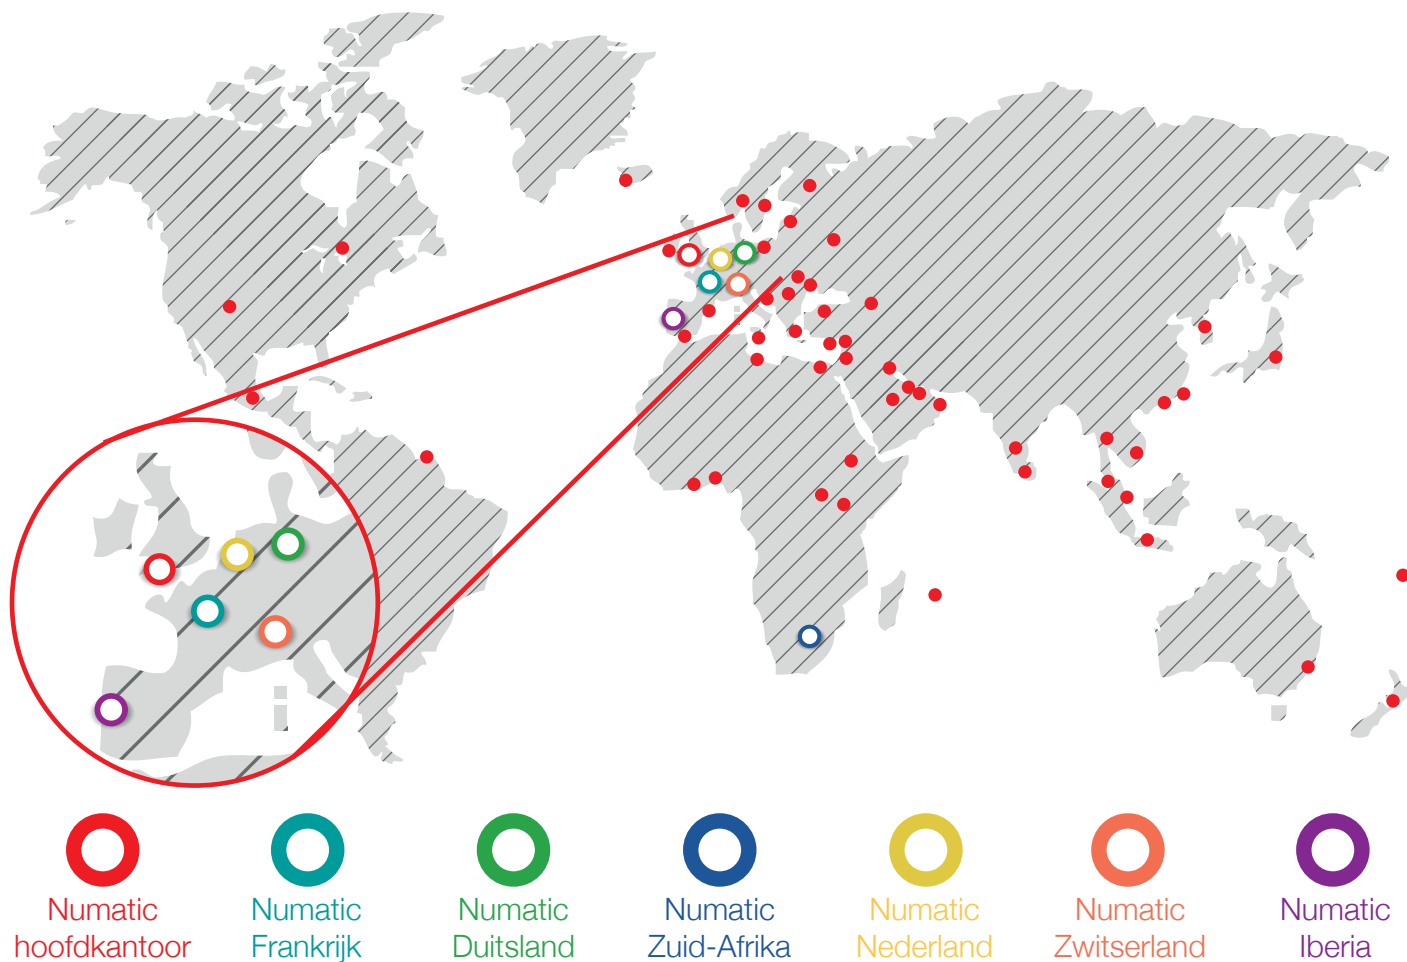 Numatic
hoofdkantoor
Numatic
Frankrijk
Numatic
Duitsland
Numatic
Zuid-Afrika
Numatic
Nederland
Numatic
Zwitserland
Numatic
Iberia